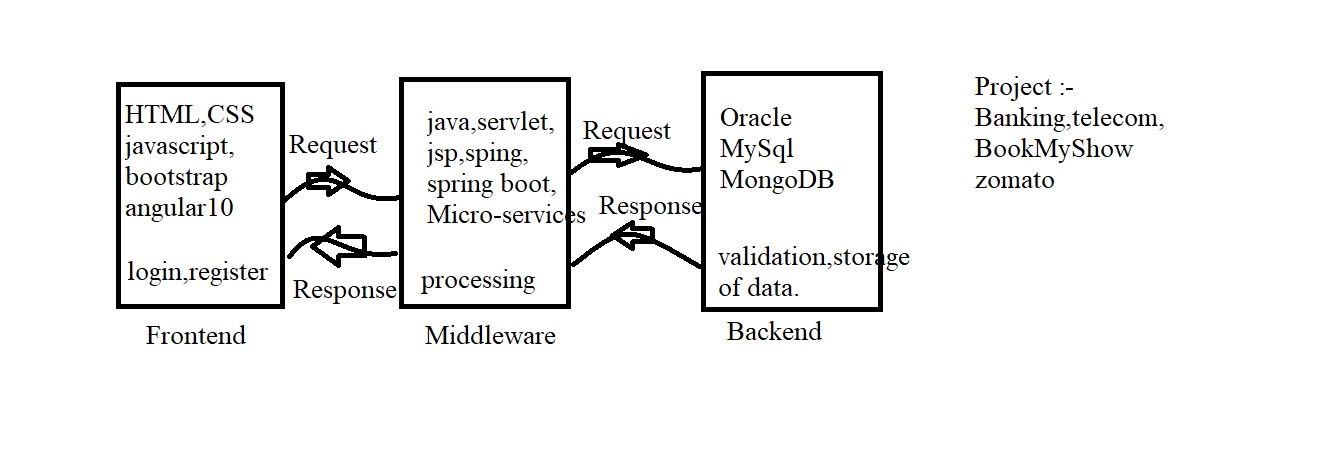 HTML,CSS
javascript,
bootstrap
angular10
login,register
Frontend
Request
Response
java,servlet,
jsp,sping,
spring boot,
Micro-services
processing
Middleware
Request
Response
Oracle
MySql
MongoDB
validation,storage
of data.
Backend
Project :-
Banking,telecom,
BookMyShow
zomato